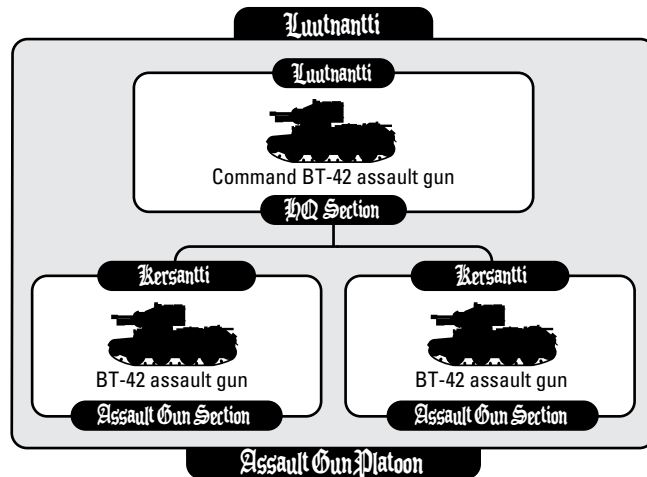 Luutnantti
Luutnantti
Command BT-42 assault gun
HQ Section
Kersantti
Kersantti
BT-42 assault gun
BT-42 assault gun
Assault Gun Section
Assault Gun Section
Assault Gun Platoon